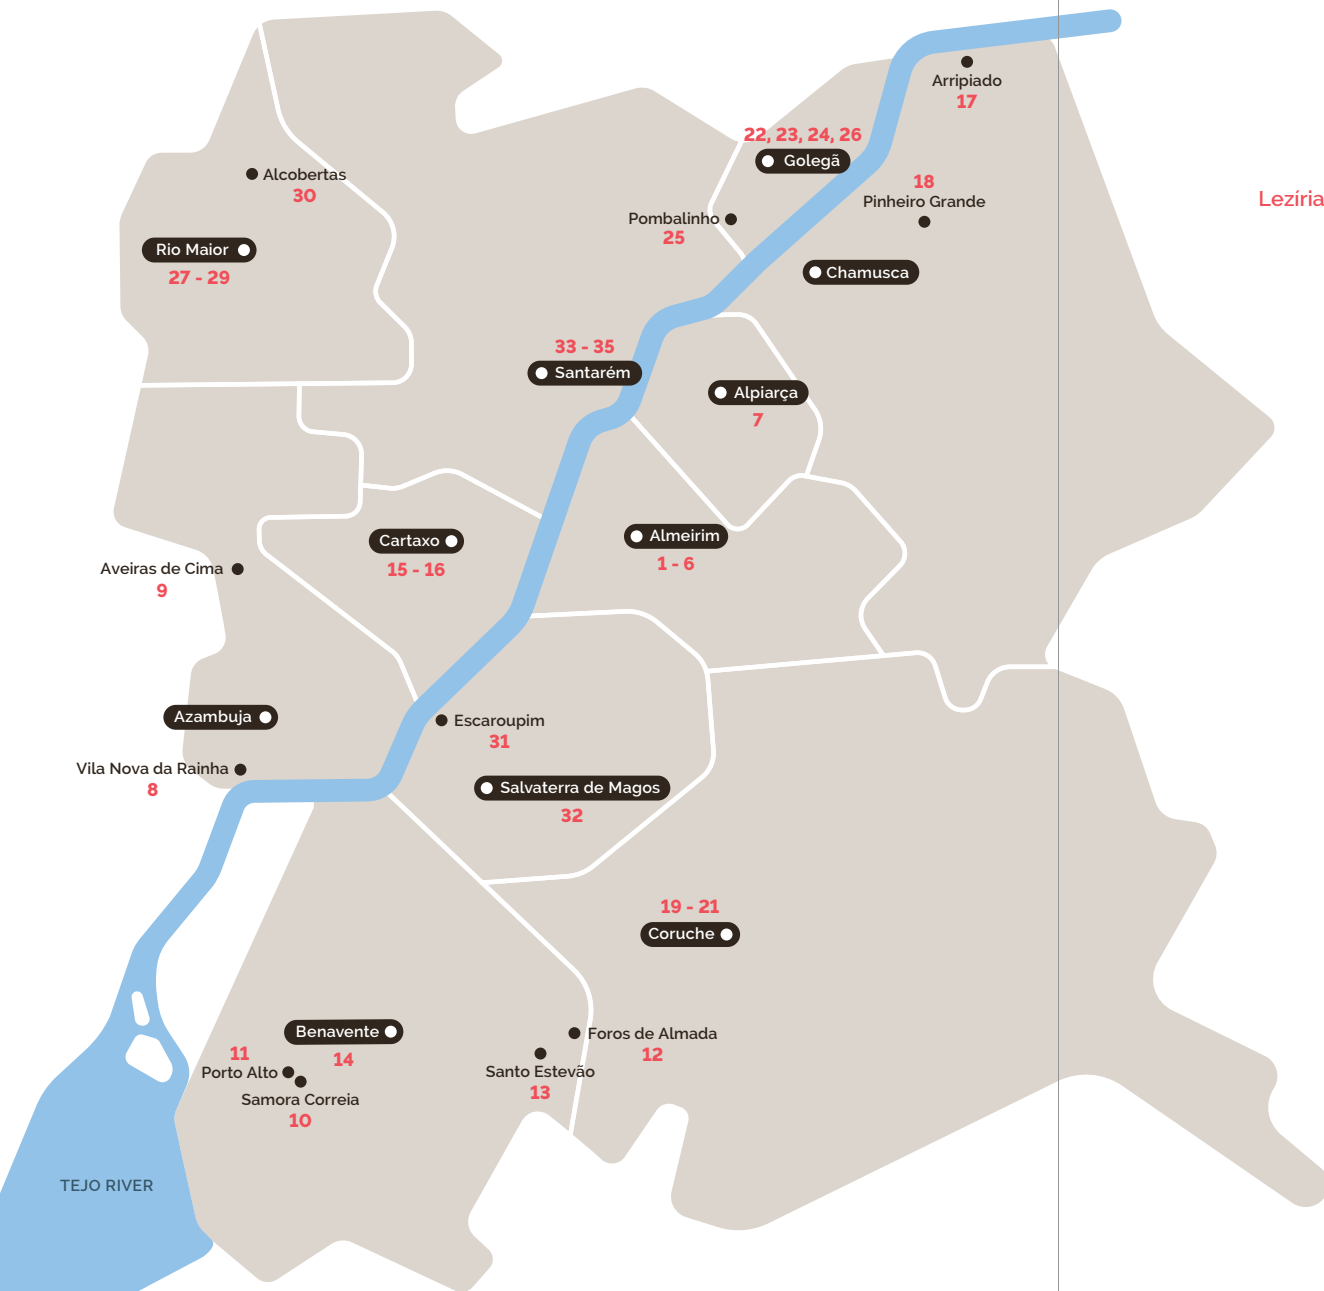 Arripiado
17
22, 23, 24, 26
Golegã
Alcobertas
30
18
Pinheiro Grande
Lezíria
Pombalinho
25
Rio Maior
27 - 29
Chamusca
33 - 35
Santarém
Alpiarça
7
Cartaxo
15 - 16
Almeirim
1 - 6
Aveiras de Cima
9
Azambuja
Escaroupim
31
Vila Nova da Rainha
8
Salvaterra de Magos
32
19 - 21
Coruche
Benavente
14
Foros de Almada
12
11
Porto Alto
Santo Estevão
13
Samora Correia
10
TEJO RIVER